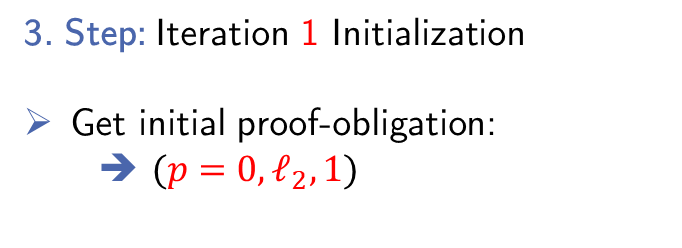 3. Step: Iteration 1 Initialization
➢ Get initial proof-obligation:
➔ (p = 0, ℓ₂, 1)